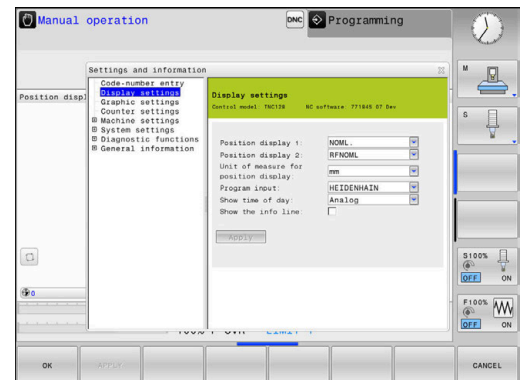 Manual operation
DNC
Programming
Settings and information
Position displ
Code-number entry
Display settings
Graphic settings
Counter settings
Machine settings
System settings
Diagnostic functions
General information
Display settings
Control model: TNC128 NC software: 771845 07 Dev
Position display 1: NOML.
Position display 2: RFNOML
Unit of measure for
position display: mm
Program input: HEIDENHAIN
Show time of day: Analog
Show the info line:
Apply
M
S
S100%
OFF ON
F100%
OFF ON
0
OK
APPLY
CANCEL